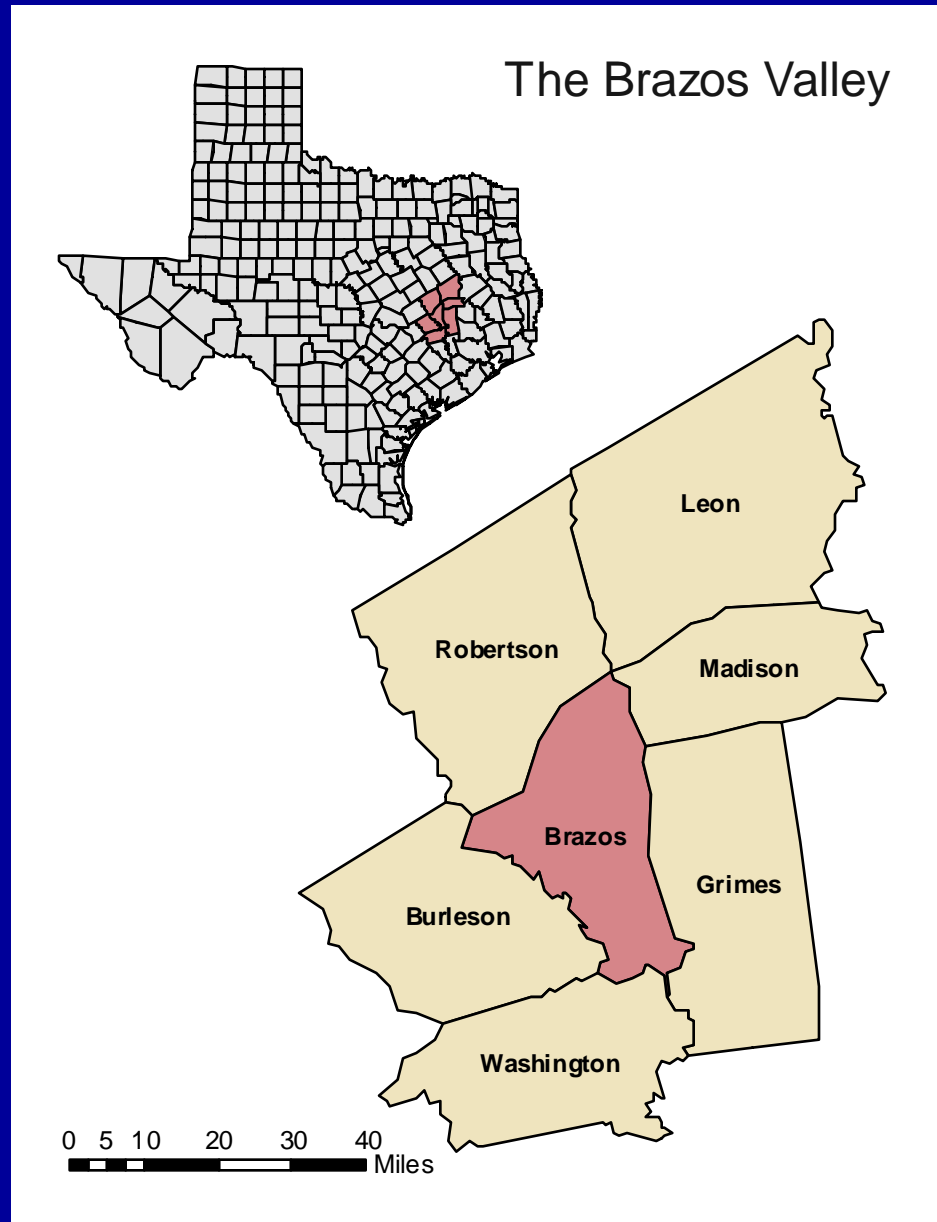 The Brazos Valley
Leon
Robertson
Madison
Brazos
Grimes
Burleson
Washington
0 5 10 20 30 40
Miles